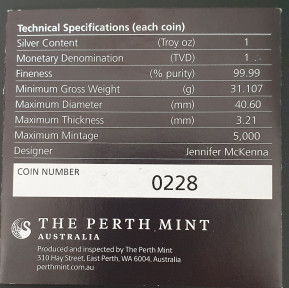 Technical Specifications (each coin)
Silver Content (Troy oz) 1
Monetary Denomination (TVD) 1
Fineness (% purity) 99.99
Minimum Gross Weight (g) 31.107
Maximum Diameter (mm) 40.60
Maximum Thickness (mm) 3.21
Maximum Mintage 5,000
Designer Jennifer McKenna
COIN NUMBER
0228
THE PERTH MINT
AUSTRALIA
Produced and inspected by The Perth Mint
310 Hay Street, East Perth, WA 6004, Australia
perthmint.com.au